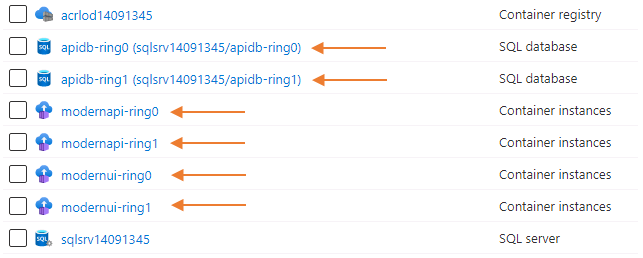 acrlod14091345 Container registry
apidb-ring0 (sqlsrv14091345/apidb-ring0) SQL database
apidb-ring1 (sqlsrv14091345/apidb-ring1) SQL database
modernapi-ring0 Container instances
modernapi-ring1 Container instances
modernui-ring0 Container instances
modernui-ring1 Container instances
sqlsrv14091345 SQL server